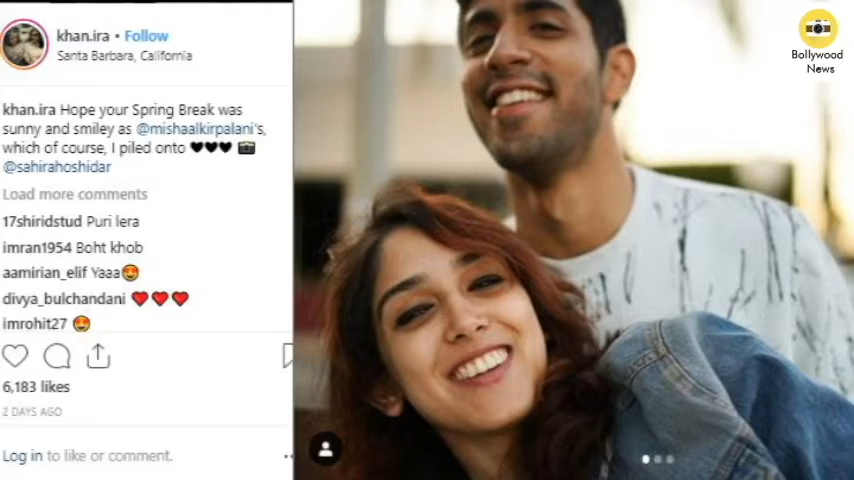 khan.ira • Follow
Santa Barbara, California
khan.ira Hope your Spring Break was
sunny and smiley as @mishaalkirpalani's,
which of course, I piled onto 🖤🖤🖤 📸
@sahirahoshidar
Load more comments
17shiridstud Puri lera
imran1954 Boht khob
aamirian_elif Yaaa😍
divya_bulchandani ❤️❤️❤️
imrohit27 😍
6,183 likes
2 DAYS AGO
Log in to like or comment.
Bollywood
News